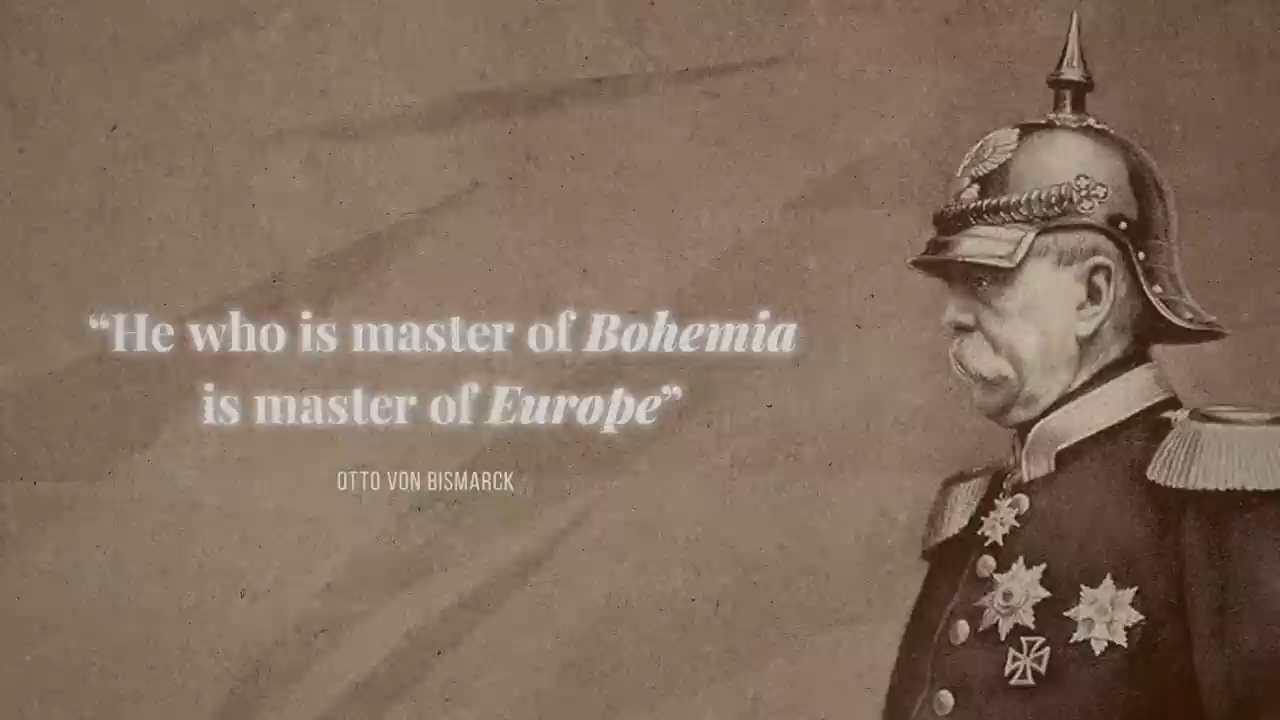 “He who is master of Bohemia
is master of Europe”
OTTO VON BISMARCK